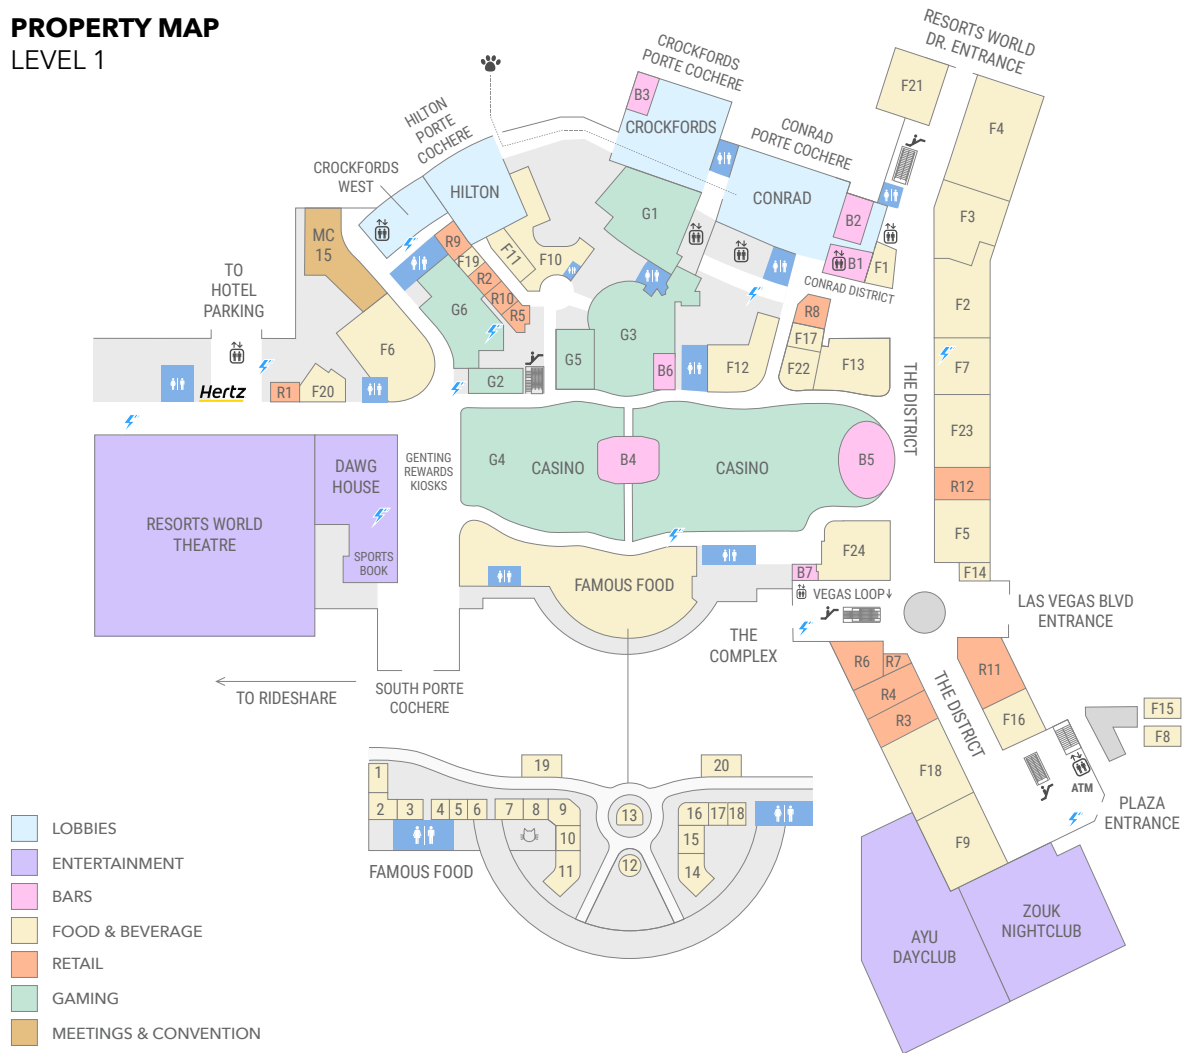 PROPERTY MAP
LEVEL 1
RESORTS WORLD
DR. ENTRANCE
CROCKFORDS
PORTE COCHERE
F21
B3
F4
HILTON
PORTE
COCHERE
CROCKFORDS
CONRAD
PORTE COCHERE
CROCKFORDS
WEST
HILTON
CONRAD
G1
B2
F3
MC
15
R9
F11
F10
F19
B1
F1
CONRAD DISTRICT
TO
HOTEL
PARKING
R2
R10
R5
G6
G3
R8
F2
F17
F6
G5
B6
F12
F22
F13
F7
G2
Hertz
R1
F20
THE DISTRICT
F23
DAWG
HOUSE
GENTING
REWARDS
KIOSKS
G4
CASINO
B4
CASINO
B5
R12
RESORTS WORLD
THEATRE
F5
SPORTS
BOOK
F24
FAMOUS FOOD
B7
F14
VEGAS LOOP
LAS VEGAS BLVD
ENTRANCE
THE
COMPLEX
R6
R7
R11
TO RIDESHARE
SOUTH PORTE
COCHERE
R4
R3
THE DISTRICT
F16
F15
F8
F18
ATM
PLAZA
ENTRANCE
F9
1
19
20
2
3
4
5
6
7
8
9
13
16
17
18
10
15
11
12
14
FAMOUS FOOD
AYU
DAYCLUB
ZOUK
NIGHTCLUB
LOBBIES
ENTERTAINMENT
BARS
FOOD & BEVERAGE
RETAIL
GAMING
MEETINGS & CONVENTION